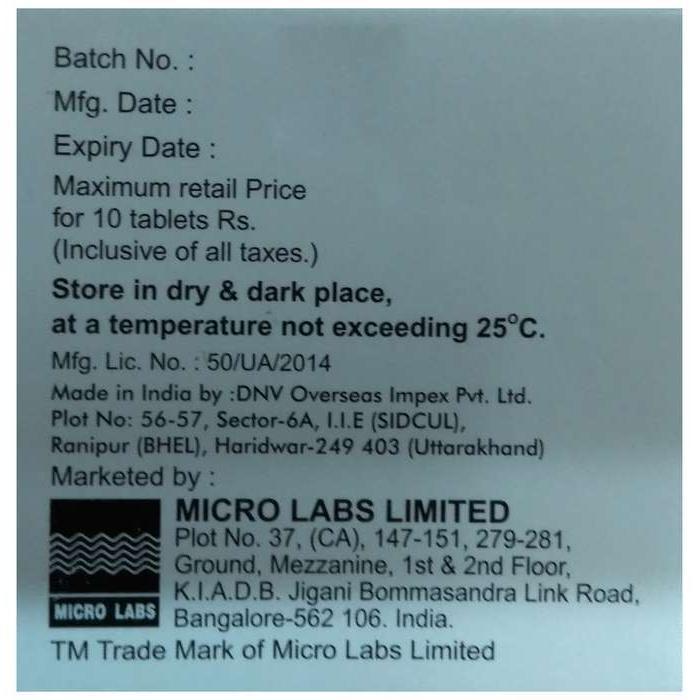 Batch No. :
Mfg. Date :
Expiry Date :
Maximum retail Price
for 10 tablets Rs.
(Inclusive of all taxes.)
Store in dry & dark place,
at a temperature not exceeding 25°C.
Mfg. Lic. No. : 50/UA/2014
Made in India by :DNV Overseas Impex Pvt. Ltd.
Plot No: 56-57, Sector-6A, I.I.E (SIDCUL),
Ranipur (BHEL), Haridwar-249 403 (Uttarakhand)
Marketed by :
MICRO LABS LIMITED
Plot No. 37, (CA), 147-151, 279-281,
Ground, Mezzanine, 1st & 2nd Floor,
K.I.A.D.B. Jigani Bommasandra Link Road,
Bangalore-562 106. India.
MICRO LABS
TM Trade Mark of Micro Labs Limited